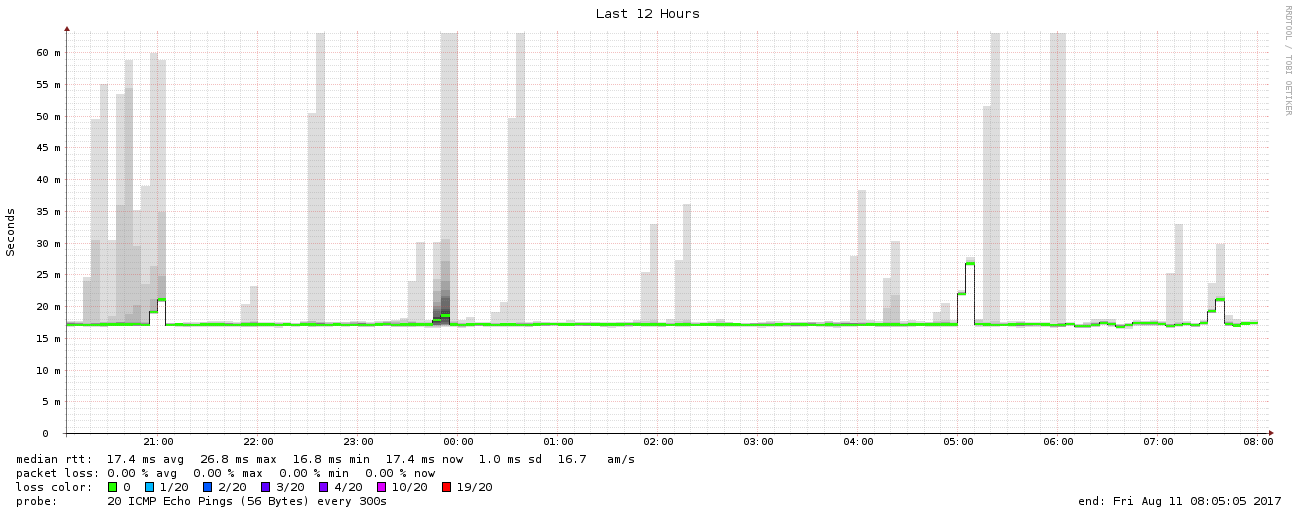 Last 12 Hours
RRDTOOL / TOBI OETIKER
Seconds
60 m
55 m
50 m
45 m
40 m
35 m
30 m
25 m
20 m
15 m
10 m
5 m
0
21:00 22:00 23:00 00:00 01:00 02:00 03:00 04:00 05:00 06:00 07:00 08:00
median rtt: 17.4 ms avg 26.8 ms max 16.8 ms min 17.4 ms now 1.0 ms sd 16.7 am/s
packet loss: 0.00 % avg 0.00 % max 0.00 % min 0.00 % now
loss color: 0 1/20 2/20 3/20 4/20 10/20 19/20
probe: 20 ICMP Echo Pings (56 Bytes) every 300s end: Fri Aug 11 08:05:05 2017